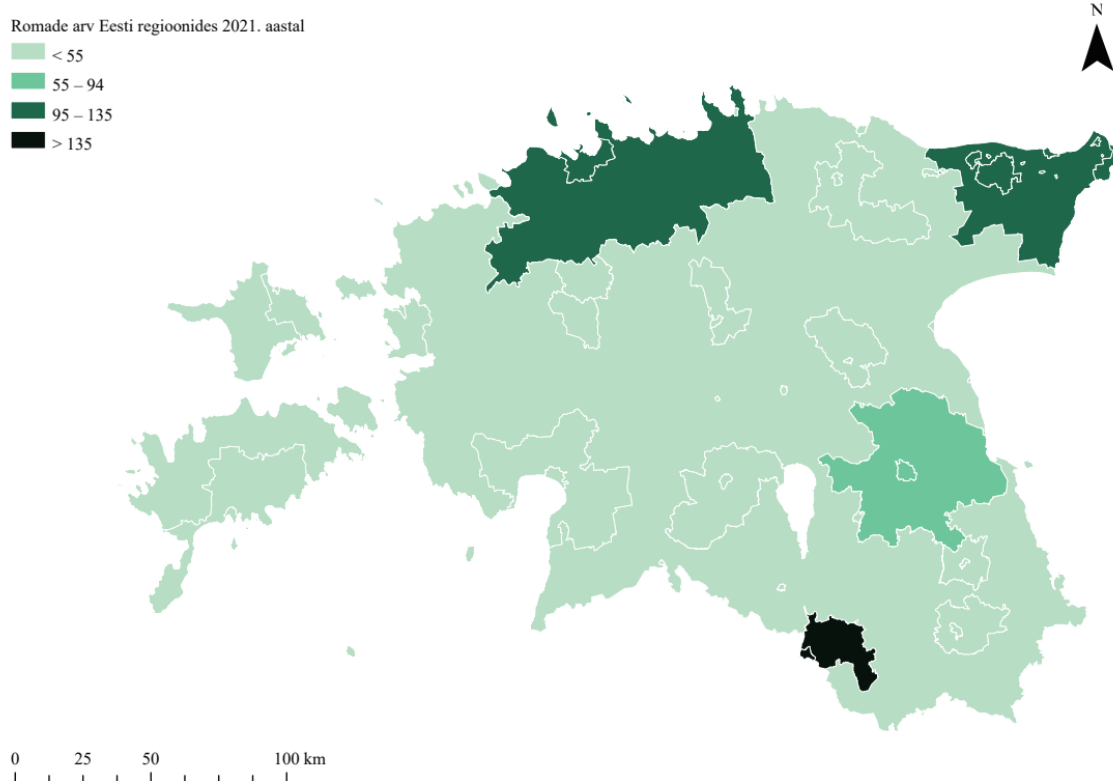 Romade arv Eesti regioonides 2021. aastal
< 55
55 – 94
95 – 135
> 135
N
0 25 50 100 km